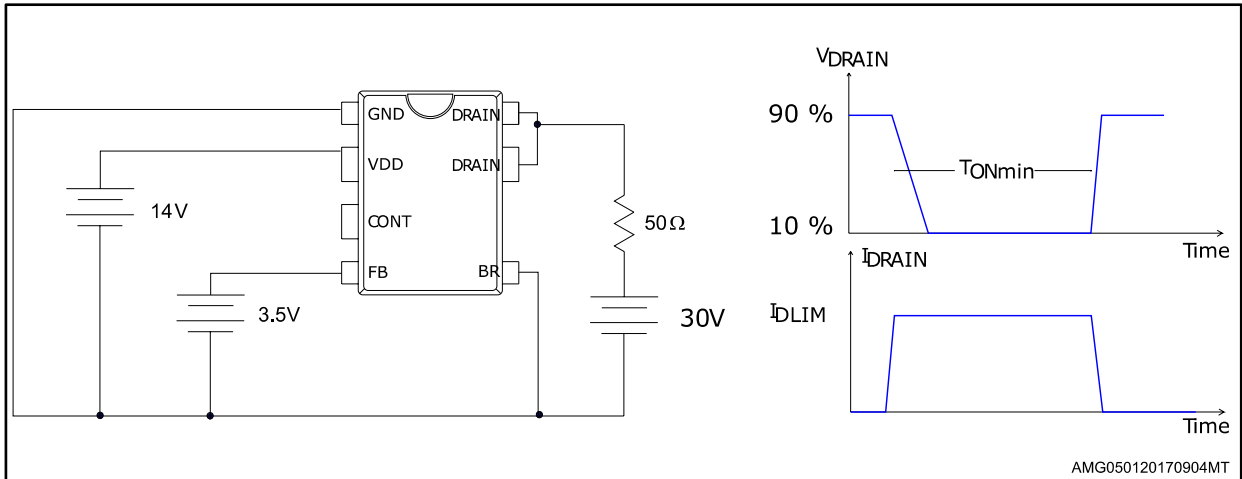 GND
DRAIN
VDD
DRAIN
CONT
FB
BR
14V
3.5V
50Ω
30V
VDRAIN
90 %
TONmin
10 %
Time
IDRAIN
IDLIM
Time
AMG050120170904MT